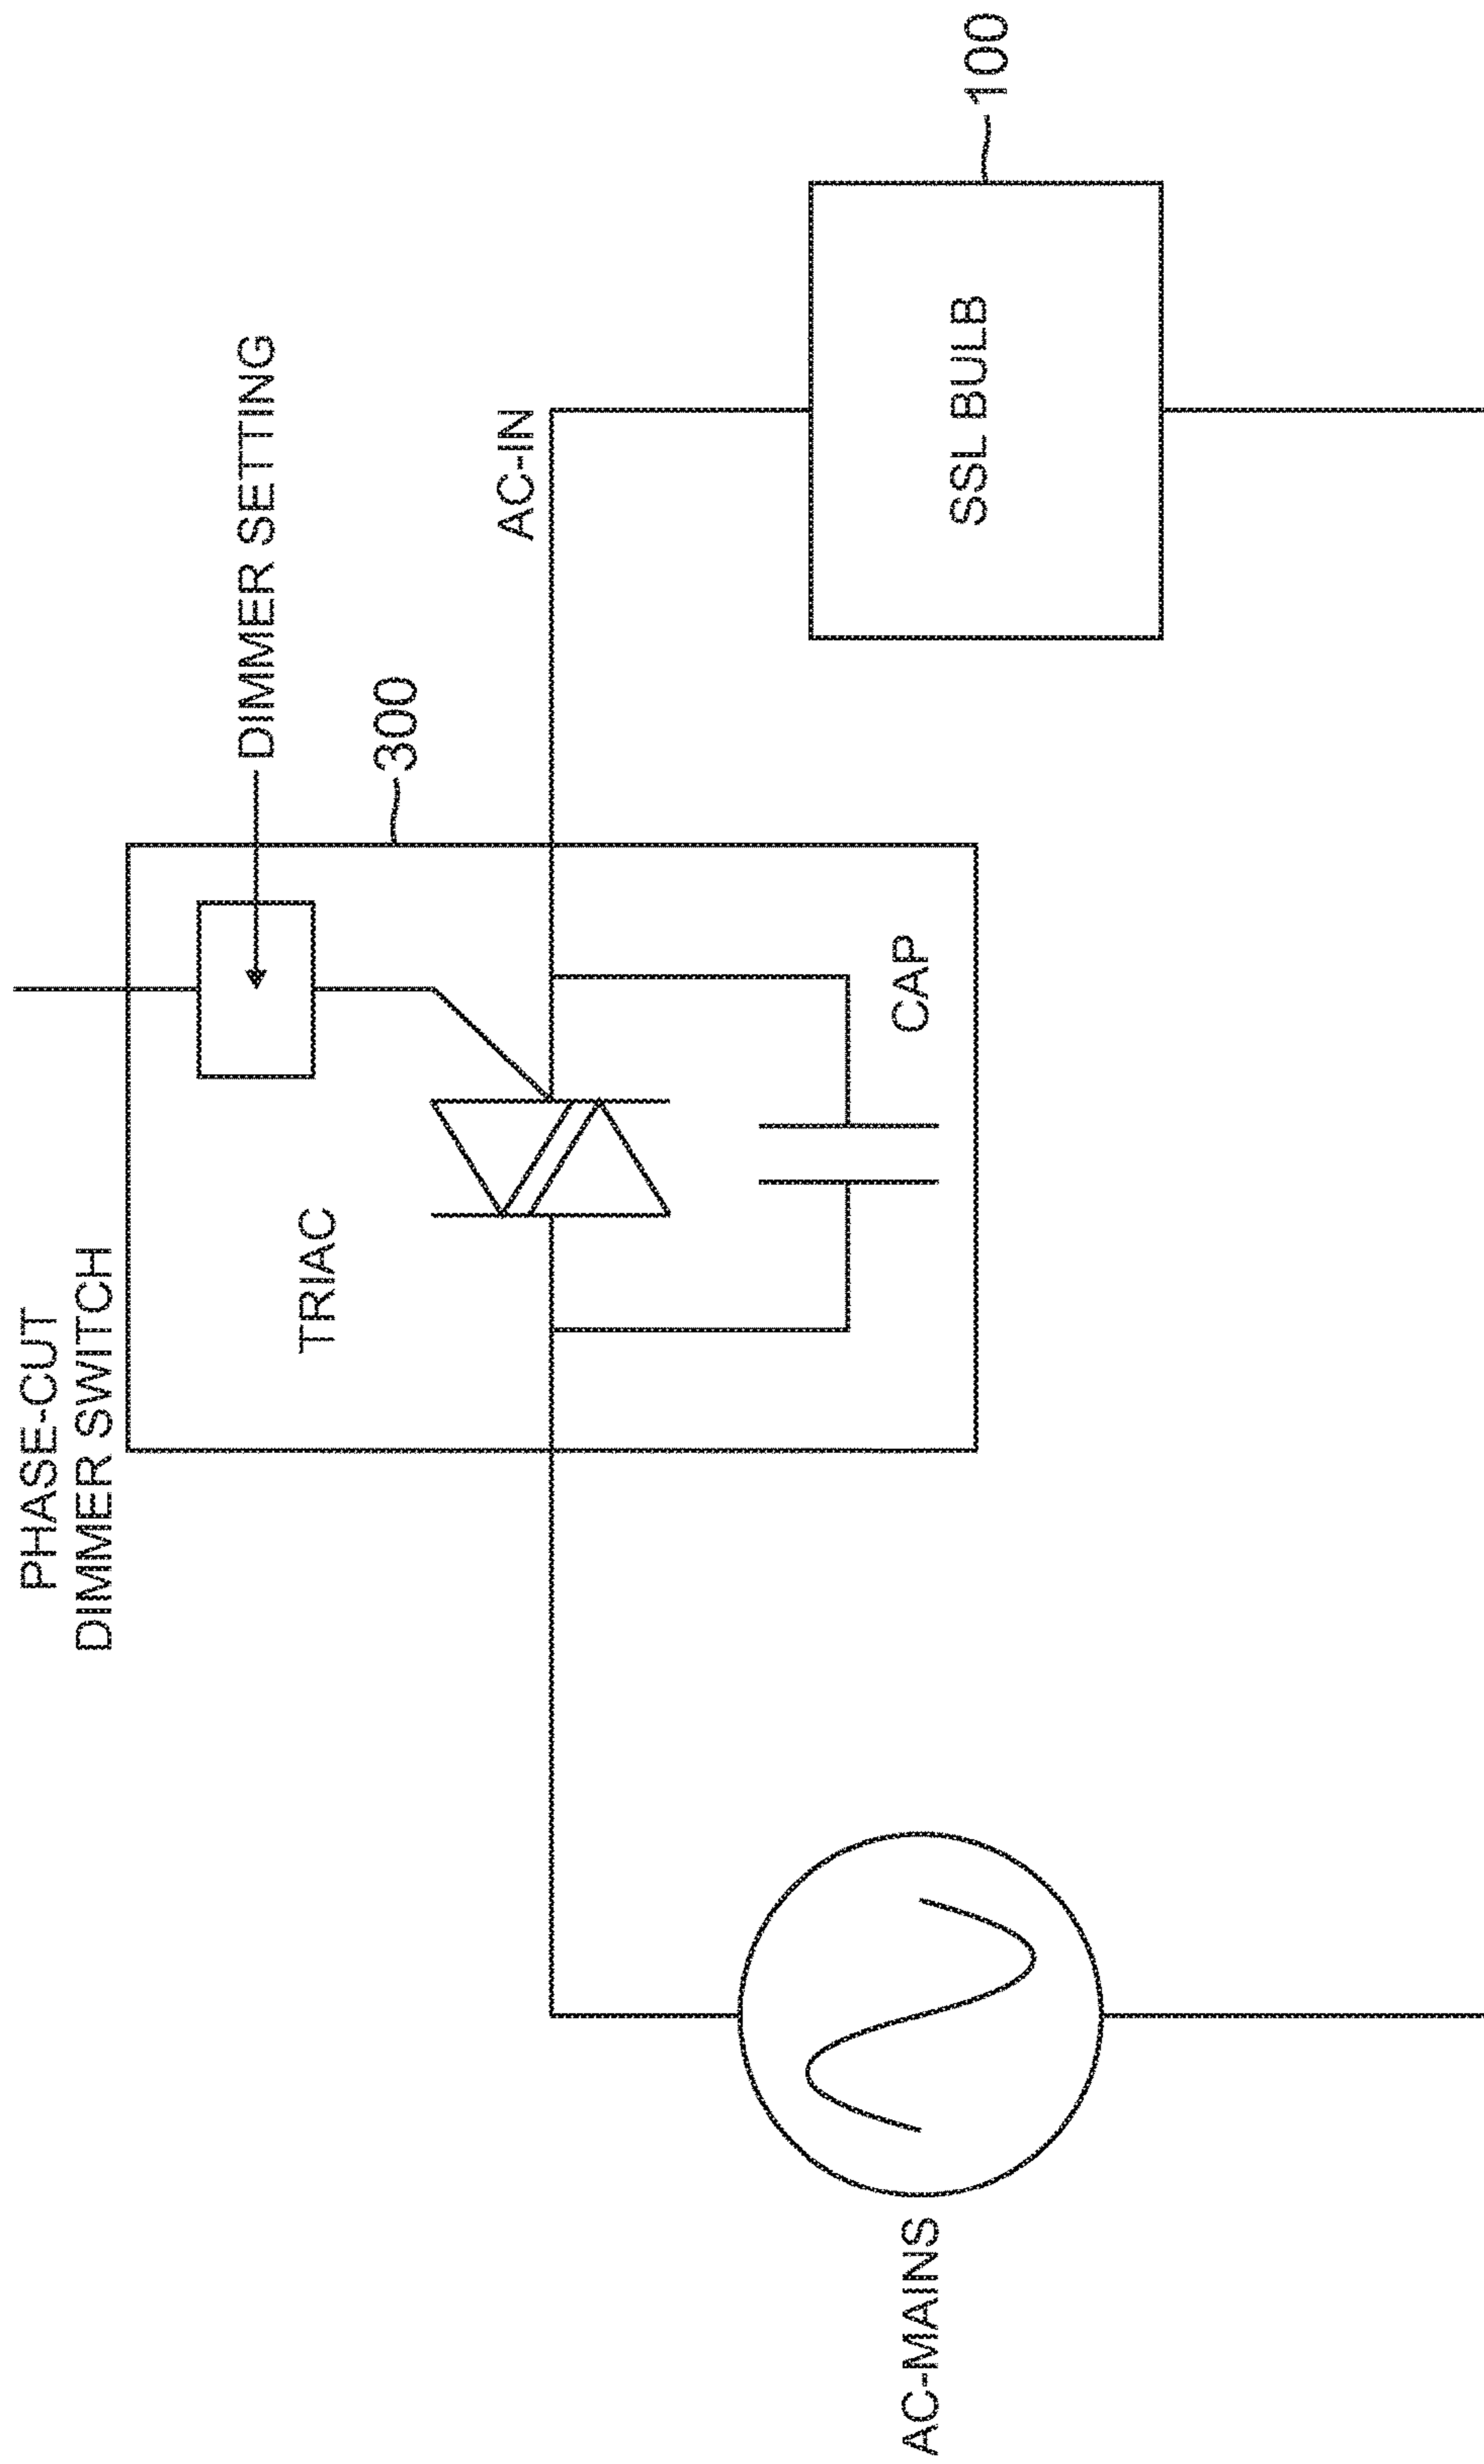 PHASE-CUT
DIMMER SWITCH
DIMMER SETTING
300
TRIAC
AC-IN
CAP
AC-MAINS
SSL BULB
100